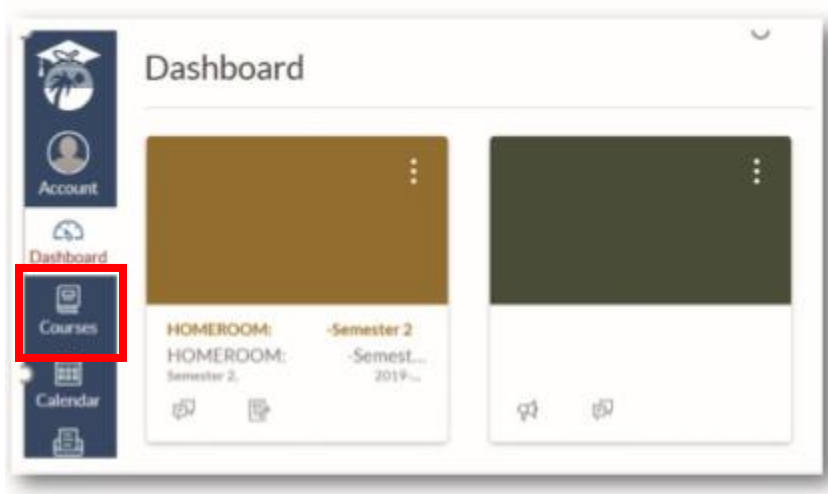 Dashboard
Account
Dashboard
Courses
Calendar
HOMEROOM: -Semester 2
HOMEROOM: -Semest...
Semester 2, 2019-...